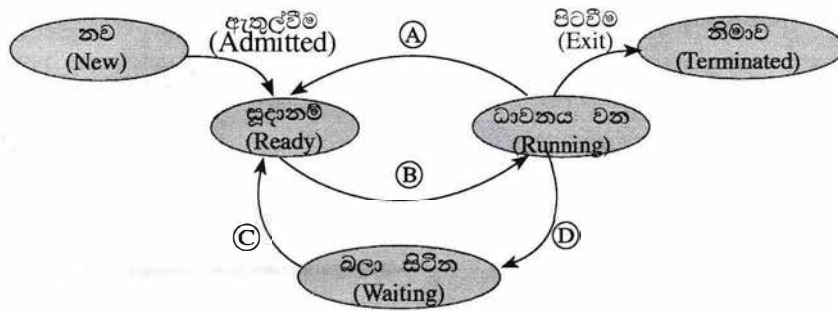 නව
(New)
ඇතුල්වීම
(Admitted)
Ⓐ
පිටවීම
(Exit)
නිමාව
(Terminated)
සූදානම්
(Ready)
ධාවනය වන
(Running)
Ⓑ
Ⓒ
Ⓓ
බලා සිටින
(Waiting)